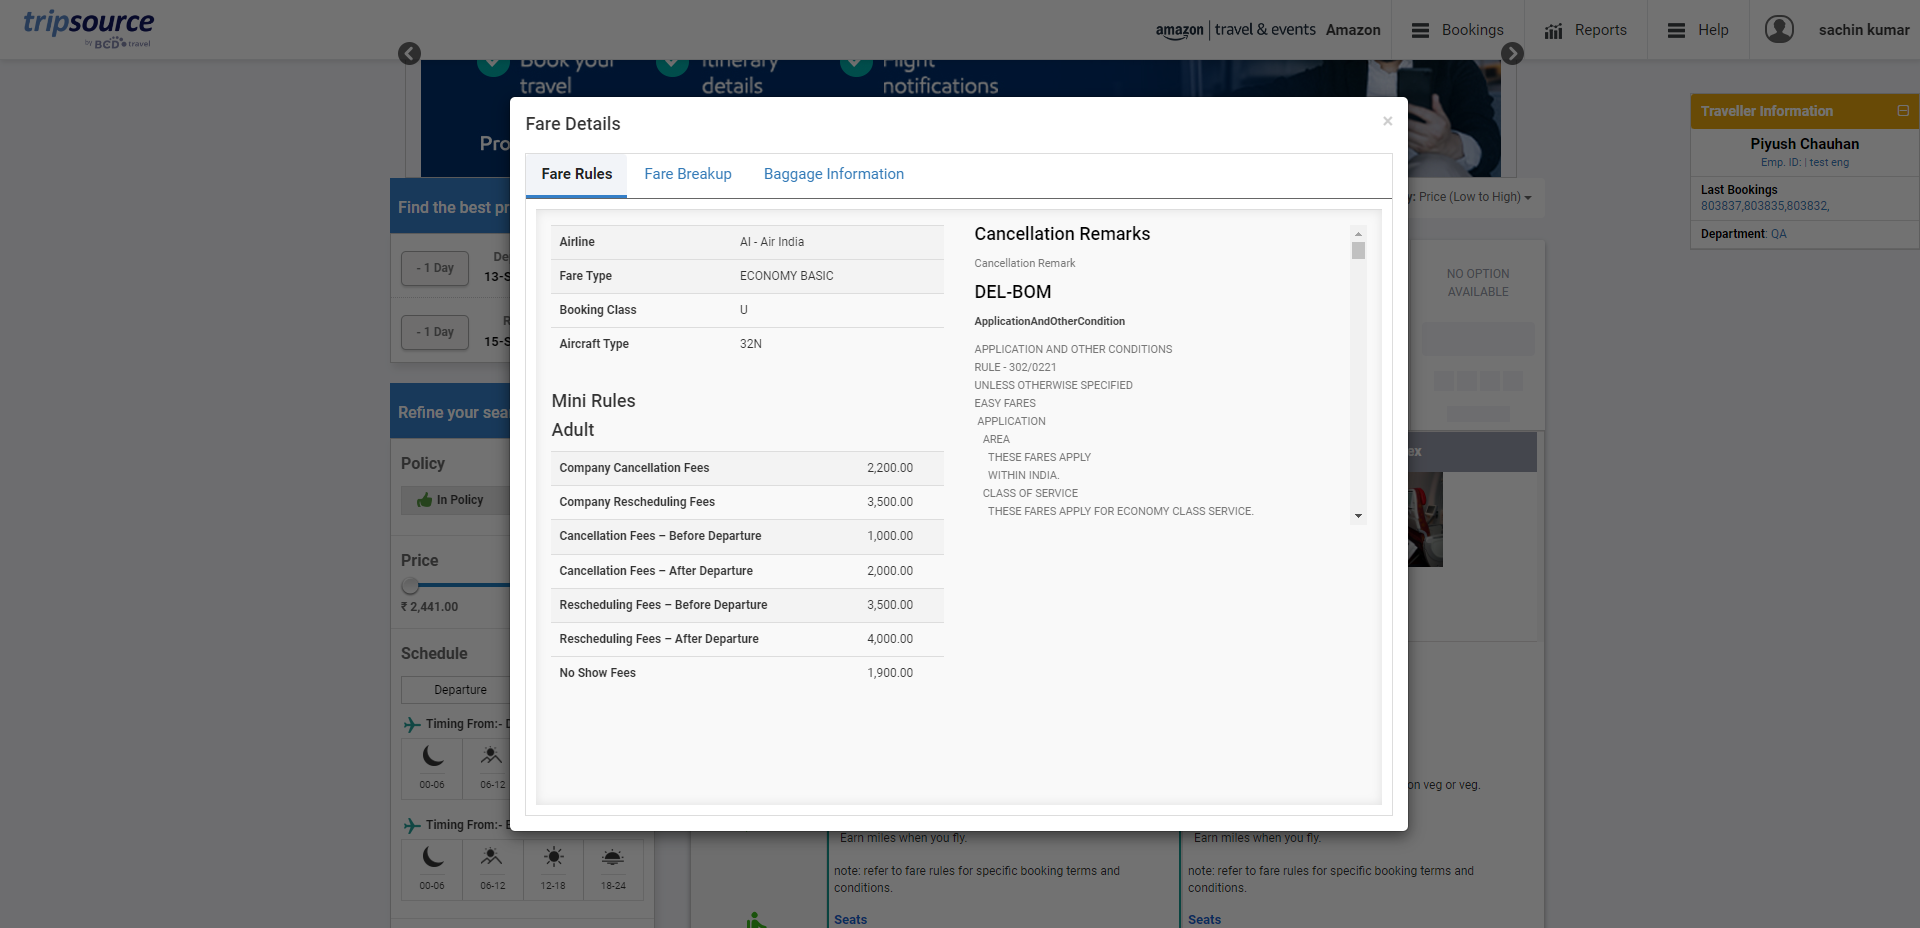 tripsource
by BCD travel
amazon | travel & events Amazon
Bookings
Reports
Help
sachin kumar
Book your
travel
Itinerary
details
Flight
notifications
Pro
Traveller Information
Piyush Chauhan
Emp. ID: | test eng
Last Bookings
803837,803835,803832,
Department: QA
Find the best pr
y: Price (Low to High)
- 1 Day
De
13-S
- 1 Day
R
15-S
NO OPTION
AVAILABLE
Refine your sea
Policy
In Policy
Price
₹ 2,441.00
Schedule
Departure
Timing From:- D
00-06
06-12
Timing From:- B
00-06
06-12
12-18
18-24
Fare Details
×
Fare Rules
Fare Breakup
Baggage Information
Airline AI - Air India
Fare Type ECONOMY BASIC
Booking Class U
Aircraft Type 32N
Mini Rules
Adult
Company Cancellation Fees 2,200.00
Company Rescheduling Fees 3,500.00
Cancellation Fees – Before Departure 1,000.00
Cancellation Fees – After Departure 2,000.00
Rescheduling Fees – Before Departure 3,500.00
Rescheduling Fees – After Departure 4,000.00
No Show Fees 1,900.00
Cancellation Remarks
Cancellation Remark
DEL-BOM
ApplicationAndOtherCondition
APPLICATION AND OTHER CONDITIONS
RULE - 302/0221
UNLESS OTHERWISE SPECIFIED
EASY FARES
APPLICATION
AREA
THESE FARES APPLY
WITHIN INDIA.
CLASS OF SERVICE
THESE FARES APPLY FOR ECONOMY CLASS SERVICE.
ex
on veg or veg.
Earn miles when you fly.
note: refer to fare rules for specific booking terms and
conditions.
Seats
Earn miles when you fly.
note: refer to fare rules for specific booking terms and
conditions.
Seats